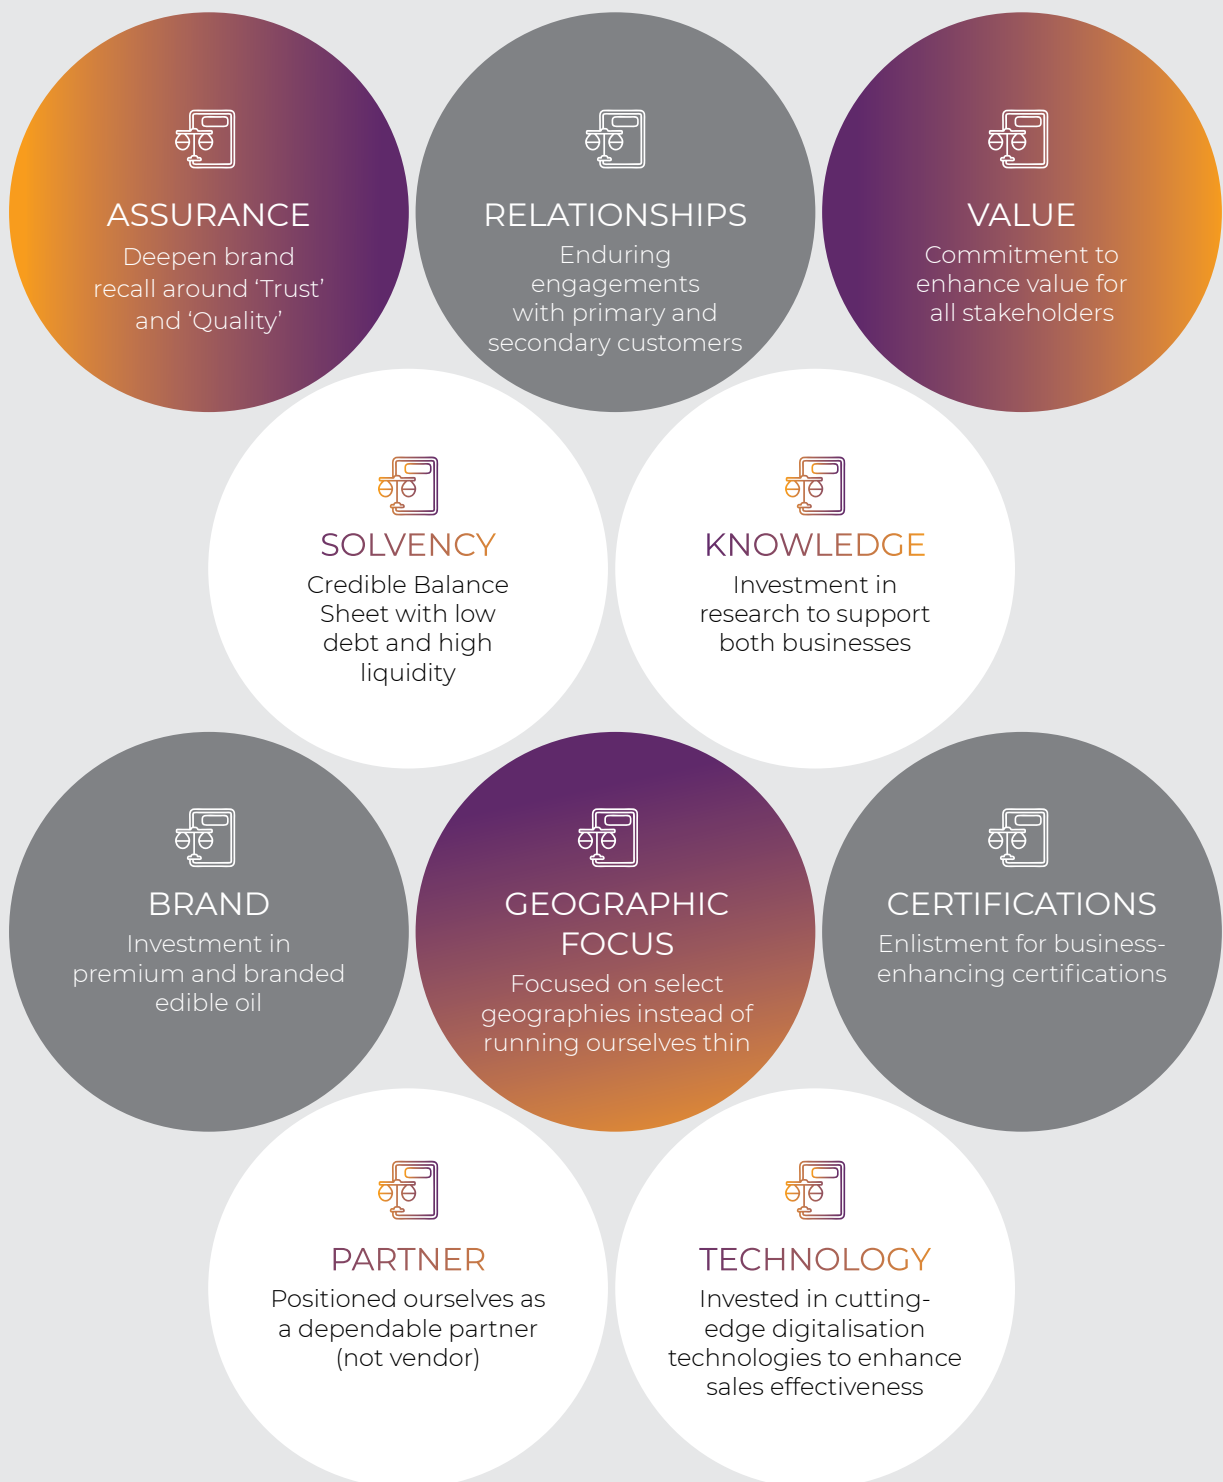 ASSURANCE
Deepen brand
recall around ‘Trust’
and ‘Quality’
RELATIONSHIPS
Enduring
engagements
with primary and
secondary customers
VALUE
Commitment to
enhance value for
all stakeholders
SOLVENCY
Credible Balance
Sheet with low
debt and high
liquidity
KNOWLEDGE
Investment in
research to support
both businesses
BRAND
Investment in
premium and branded
edible oil
GEOGRAPHIC
FOCUS
Focused on select
geographies instead of
running ourselves thin
CERTIFICATIONS
Enlistment for business-
enhancing certifications
PARTNER
Positioned ourselves as
a dependable partner
(not vendor)
TECHNOLOGY
Invested in cutting-
edge digitalisation
technologies to enhance
sales effectiveness